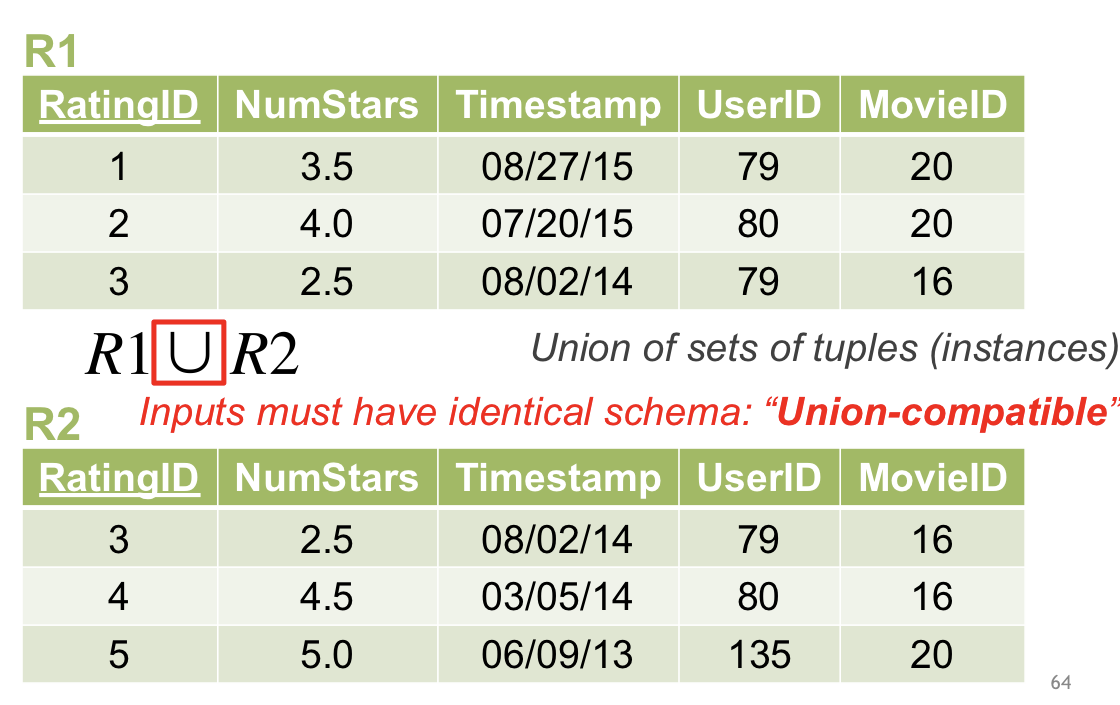 R1
RatingID NumStars Timestamp UserID MovieID
1 3.5 08/27/15 79 20
2 4.0 07/20/15 80 20
3 2.5 08/02/14 79 16
R1 ∪ R2 Union of sets of tuples (instances)
Inputs must have identical schema: “Union-compatible”
R2
RatingID NumStars Timestamp UserID MovieID
3 2.5 08/02/14 79 16
4 4.5 03/05/14 80 16
5 5.0 06/09/13 135 20
64